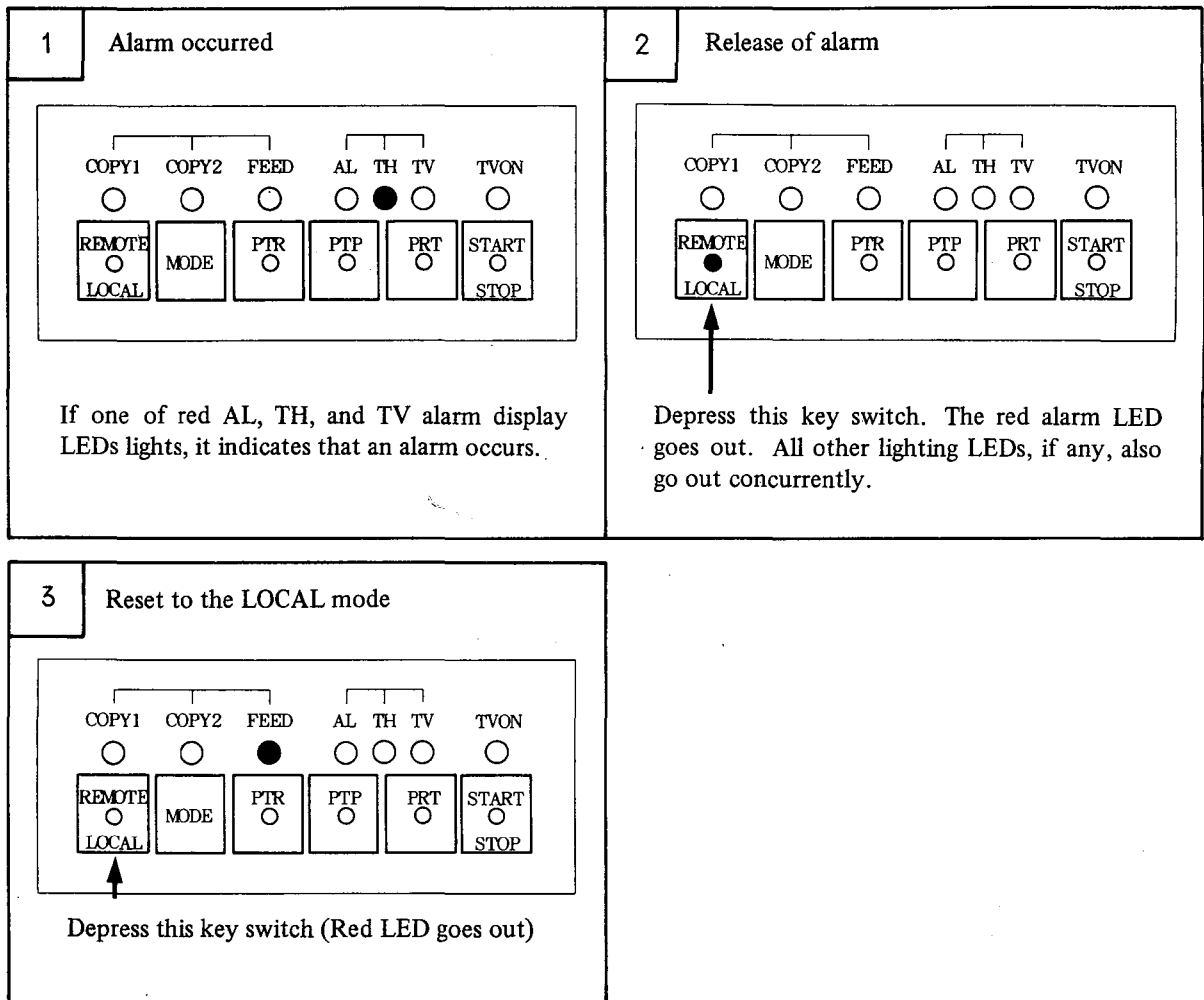 1 Alarm occurred
COPY1 COPY2 FEED AL TH TV TVON
REMOTE MODE PTR PTP PRT START
LOCAL STOP
If one of red AL, TH, and TV alarm display
LEDs lights, it indicates that an alarm occurs.
2 Release of alarm
COPY1 COPY2 FEED AL TH TV TVON
REMOTE MODE PTR PTP PRT START
LOCAL STOP
Depress this key switch. The red alarm LED
goes out. All other lighting LEDs, if any, also
go out concurrently.
3 Reset to the LOCAL mode
COPY1 COPY2 FEED AL TH TV TVON
REMOTE MODE PTR PTP PRT START
LOCAL STOP
Depress this key switch (Red LED goes out)